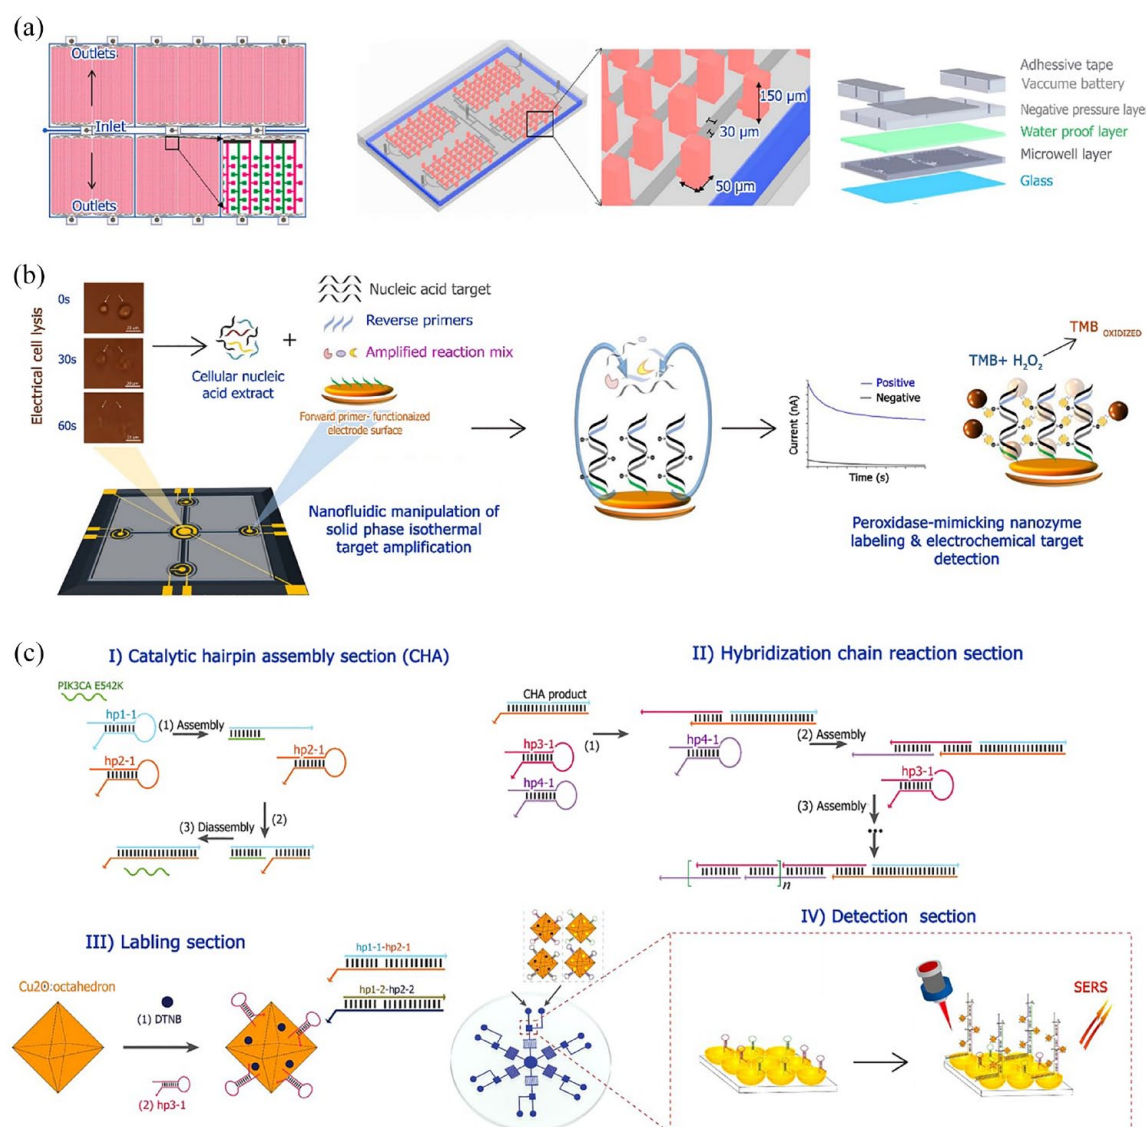 (a)
Outlets
Inlet
Outlets
150 µm
30 µm
50 µm
Adhessive tape
Vaccume battery
Negative pressure layer
Water proof layer
Microwell layer
Glass
(b)
Electrical cell lysis
0s
30s
60s
Cellular nucleic
acid extract
+
Nucleic acid target
Reverse primers
Amplified reaction mix
Forward primer- functionaized
electrode surface
Nanofluidic manipulation of
solid phase isothermal
target amplification
Current (nA)
Positive
Negative
Time (s)
TMB OXIDIZED
TMB+ H₂O₂
Peroxidase-mimicking nanozyme
labeling & electrochemical target
detection
(c)
I) Catalytic hairpin assembly section (CHA)
PIK3CA E542K
hp1-1
(1) Assembly
hp2-1
hp2-1
(2)
(3) Diassembly
II) Hybridization chain reaction section
CHA product
hp3-1
(1)
hp4-1
hp4-1
(2) Assembly
hp3-1
(3) Assembly
n
III) Labling section
Cu2O:octahedron
(1) DTNB
(2) hp3-1
hp1-1-hp2-1
hp1-2-hp2-2
IV) Detection section
SERS